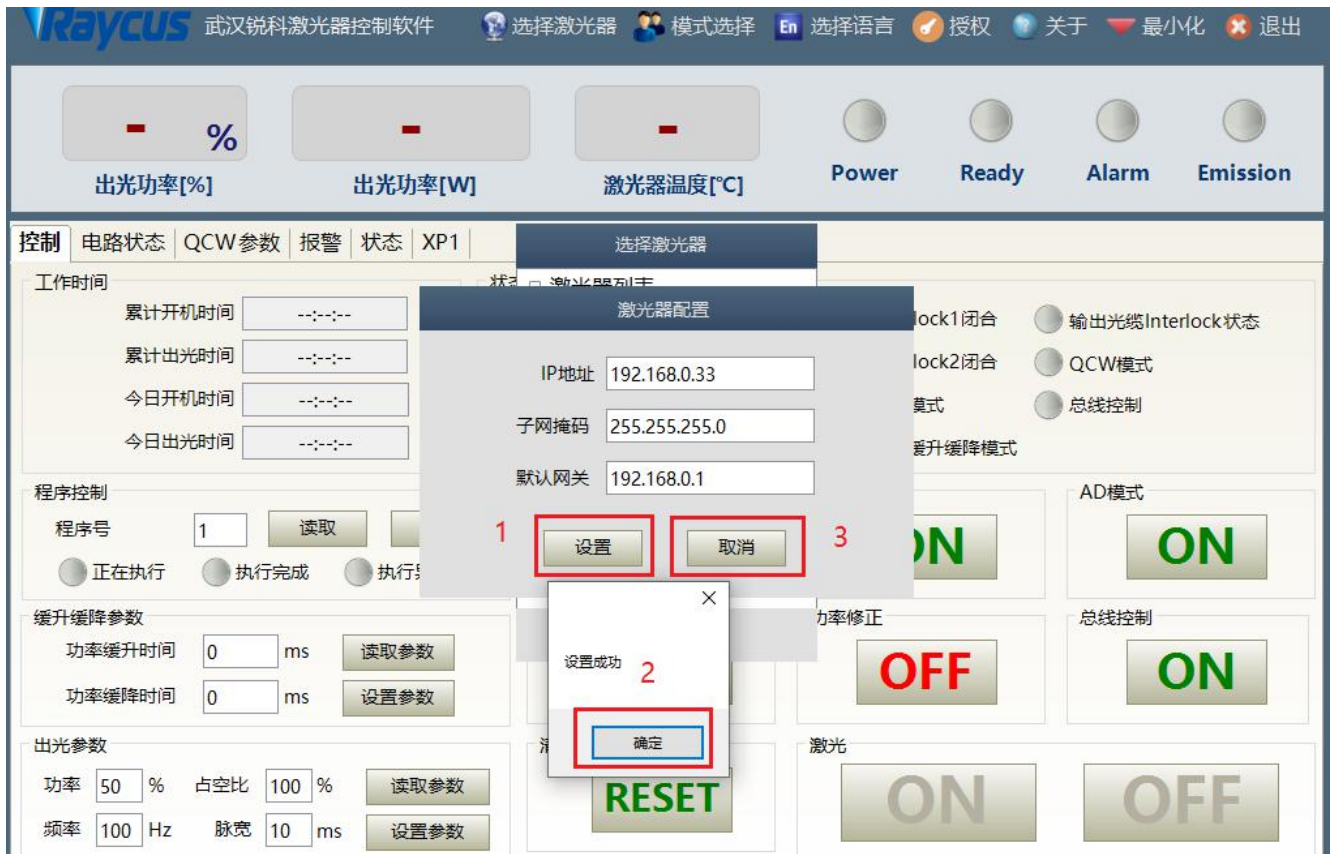 Raycus 武汉锐科激光器控制软件 选择激光器 模式选择 En 选择语言 授权 关于 最小化 退出
- % - -
出光功率[%] 出光功率[W] 激光器温度[℃] Power Ready Alarm Emission
控制 电路状态 QCW参数 报警 状态 XP1 选择激光器
工作时间 激光器列表
激光器配置
累计开机时间 --:--:-- ock1闭合 输出光缆Interlock状态
IP地址 192.168.0.33
累计出光时间 --:--:-- lock2闭合 QCW模式
今日开机时间 --:--:-- 模式 总线控制
子网掩码 255.255.255.0
今日出光时间 --:--:-- 缓升缓降模式
默认网关 192.168.0.1
程序控制 AD模式
程序号 1 读取 1 设置 取消 3 ON ON
正在执行 执行完成 执行
缓升缓降参数 功率修正 总线控制
功率缓升时间 0 ms 读取参数 设置成功 2 OFF ON
功率缓降时间 0 ms 设置参数
确定
出光参数 激光
功率 50 % 占空比 100 % 读取参数 RESET ON OFF
频率 100 Hz 脉宽 10 ms 设置参数